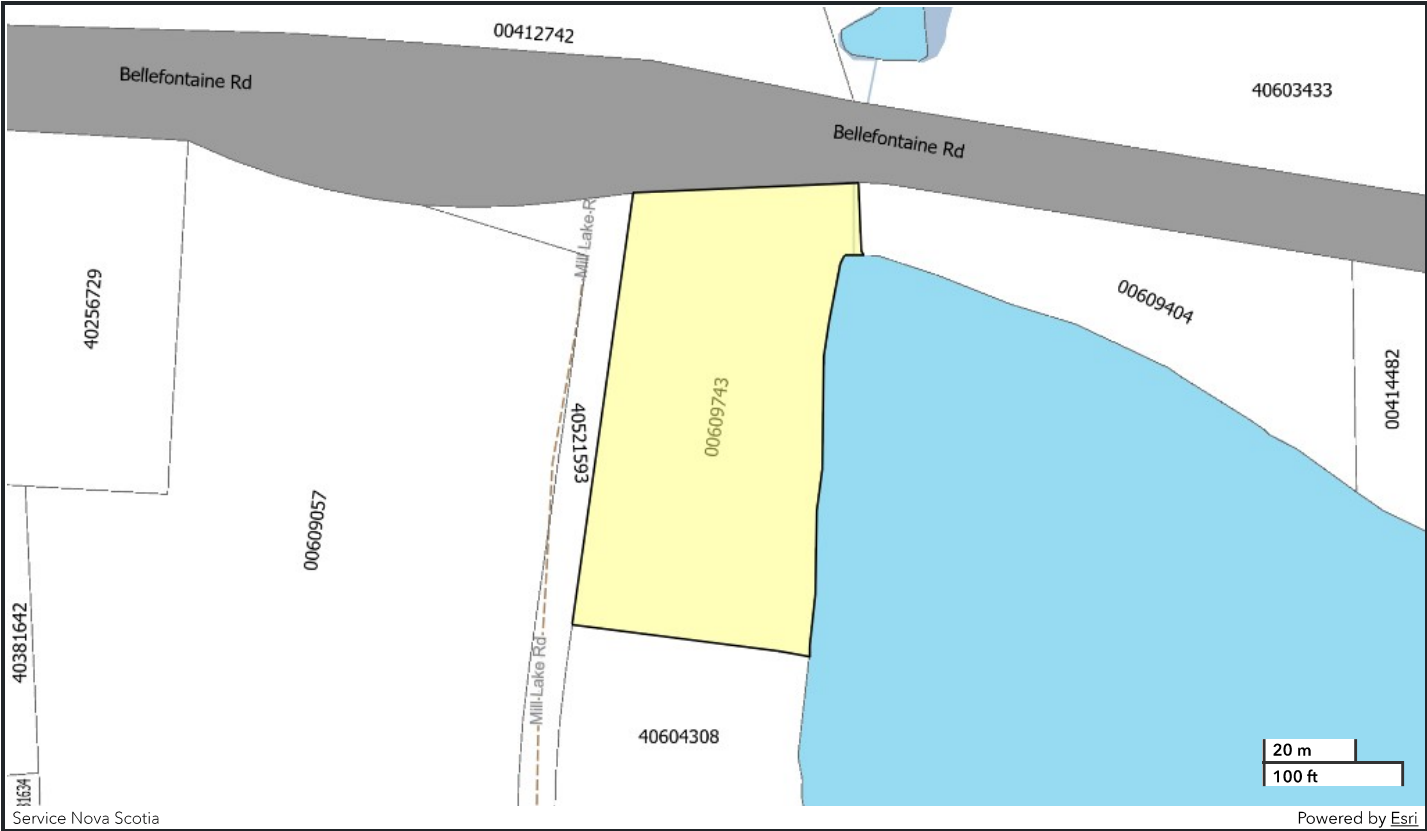 00412742
Bellefontaine Rd
40603433
Bellefontaine Rd
Mill Lake R
40256729
00609404
00414482
00609743
40521593
00609057
40381642
Mill Lake Rd
40604308
20 m
100 ft
31634
Service Nova Scotia
Powered by Esri